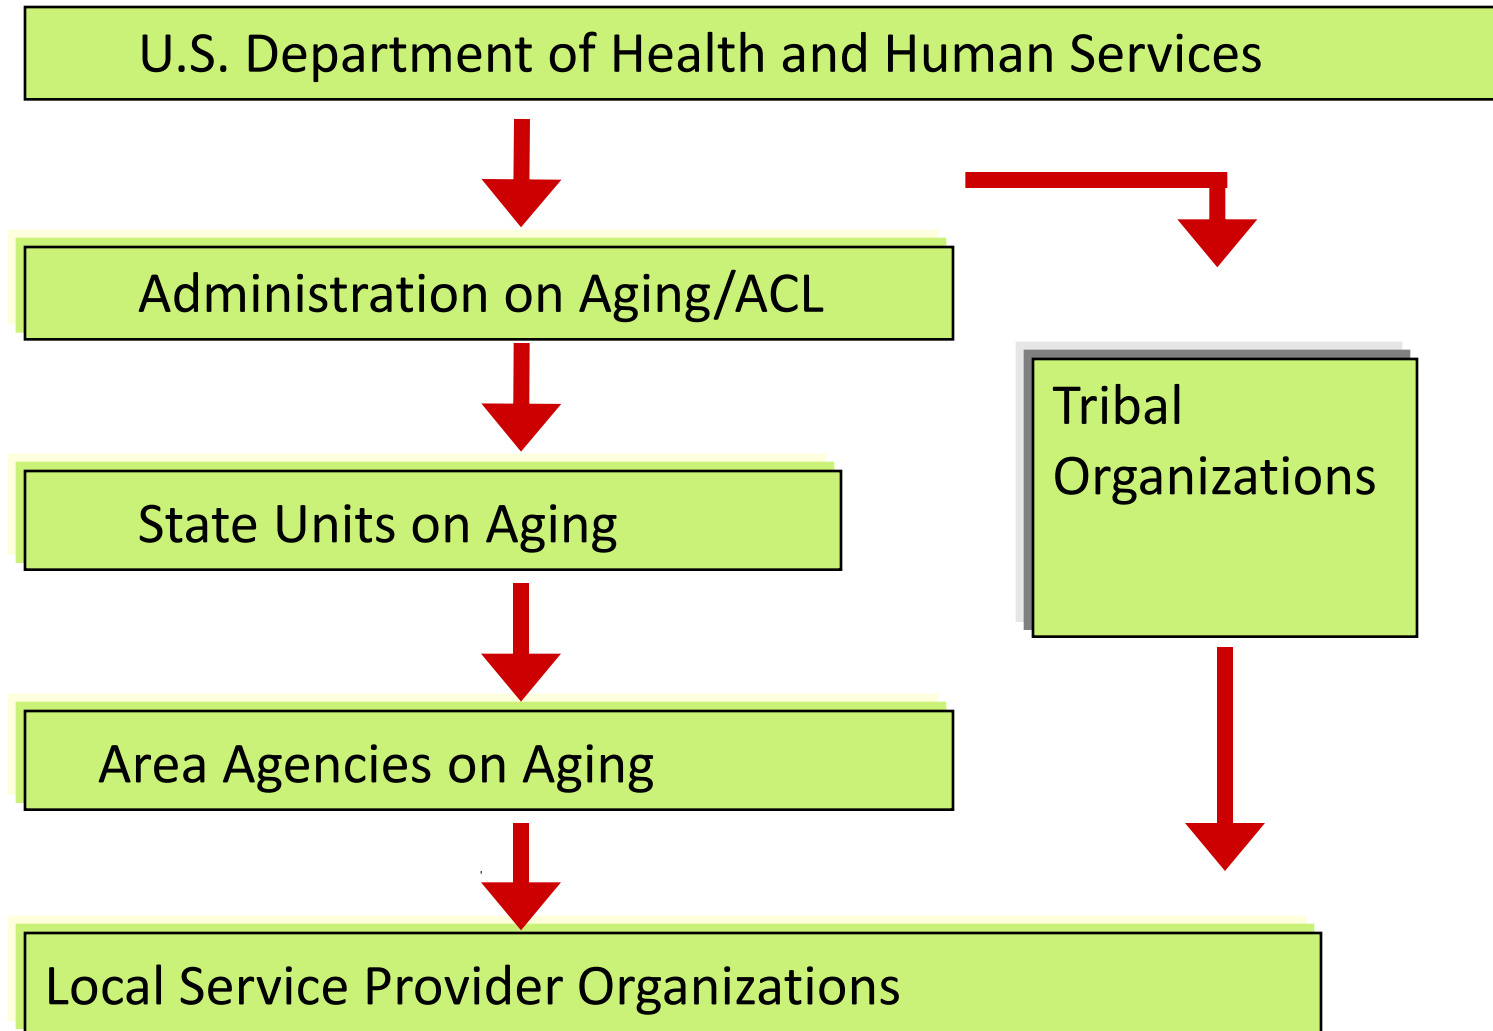 U.S. Department of Health and Human Services
Administration on Aging/ACL
Tribal
Organizations
State Units on Aging
Area Agencies on Aging
Local Service Provider Organizations